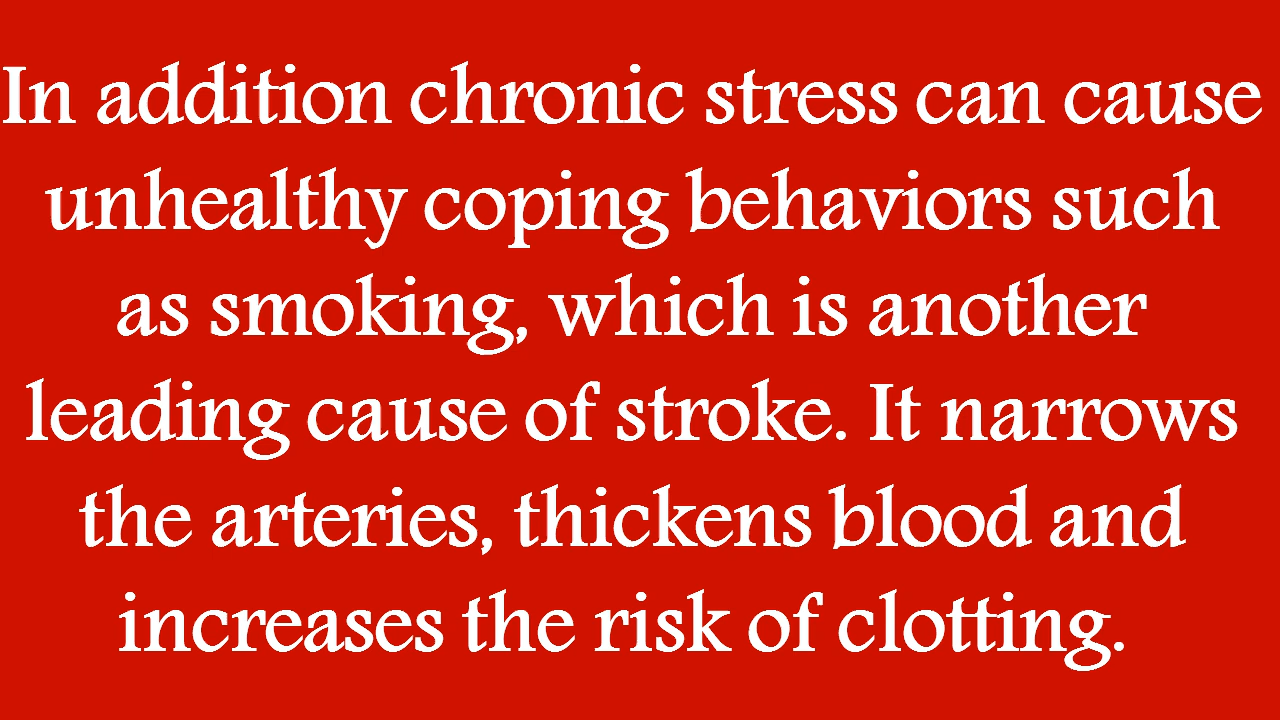 In addition chronic stress can cause
unhealthy coping behaviors such
as smoking, which is another
leading cause of stroke. It narrows
the arteries, thickens blood and
increases the risk of clotting.